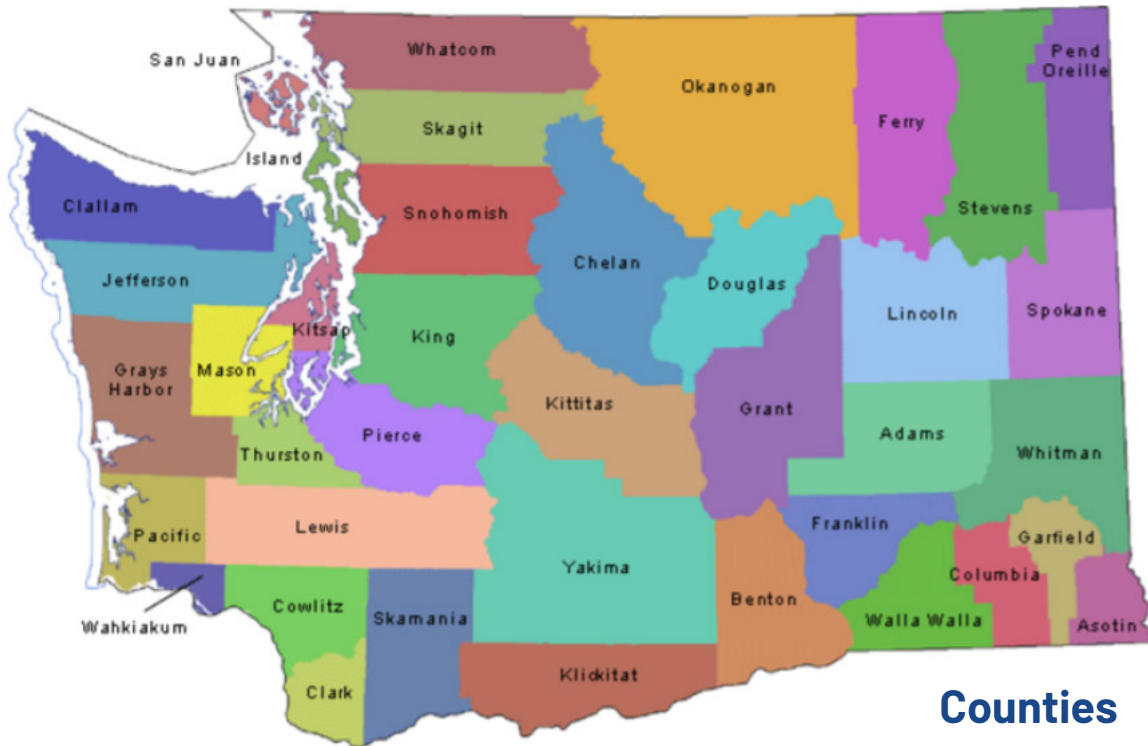 Whatcom
San Juan
Pend
Oreille
Okanogan
Skagit
Ferry
Island
Clallam
Snohomish
Stevens
Chelan
Jefferson
Douglas
Lincoln
Spokane
Kitsap
King
Grays
Harbor
Mason
Kittitas
Grant
Pierce
Adams
Thurston
Whitman
Lewis
Pacific
Franklin
Garfield
Yakima
Columbia
Benton
Cowlitz
Skamania
Walla Walla
Wahkiakum
Asotin
Klickitat
Clark
Counties